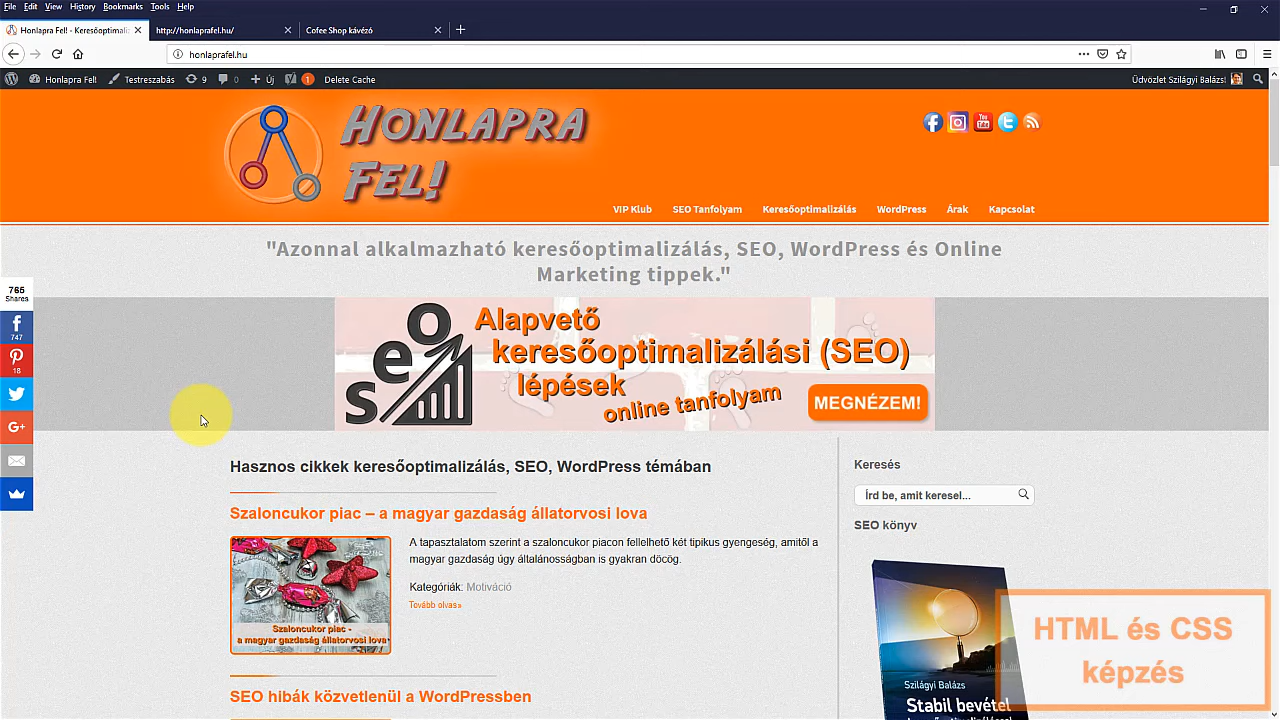 File Edit View History Bookmarks Tools Help
Honlapra Fel! - Keresőoptimali
http://honlaprafel.hu/
Cofee Shop kávézó
honlaprafel.hu
Honlapra Fel!
Testreszabás
9
0
Új
1
Delete Cache
Üdvözlet Szilágyi Balázs!
HONLAPRA
FEL!
VIP Klub SEO Tanfolyam Keresőoptimalizálás WordPress Árak Kapcsolat
"Azonnal alkalmazható keresőoptimalizálás, SEO, WordPress és Online
Marketing tippek."
765
Shares
747
18
G+
seo
Alapvető
keresőoptimalizálási (SEO)
lépések
online tanfolyam
MEGNÉZEM!
Hasznos cikkek keresőoptimalizálás, SEO, WordPress témában
Szaloncukor piac – a magyar gazdaság állatorvosi lova
Szaloncukor piac -
a magyar gazdaság állatorvosi lova
A tapasztalatom szerint a szaloncukor piacon fellelhető két tipikus gyengeség, amitől a
magyar gazdaság úgy általánosságban is gyakran döcög.
Kategóriák: Motiváció
Tovább olvas»
SEO hibák közvetlenül a WordPressben
Keresés
Írd be, amit keresel...
SEO könyv
Szilágyi Balázs
Stabil bevétel
HTML és CSS
képzés